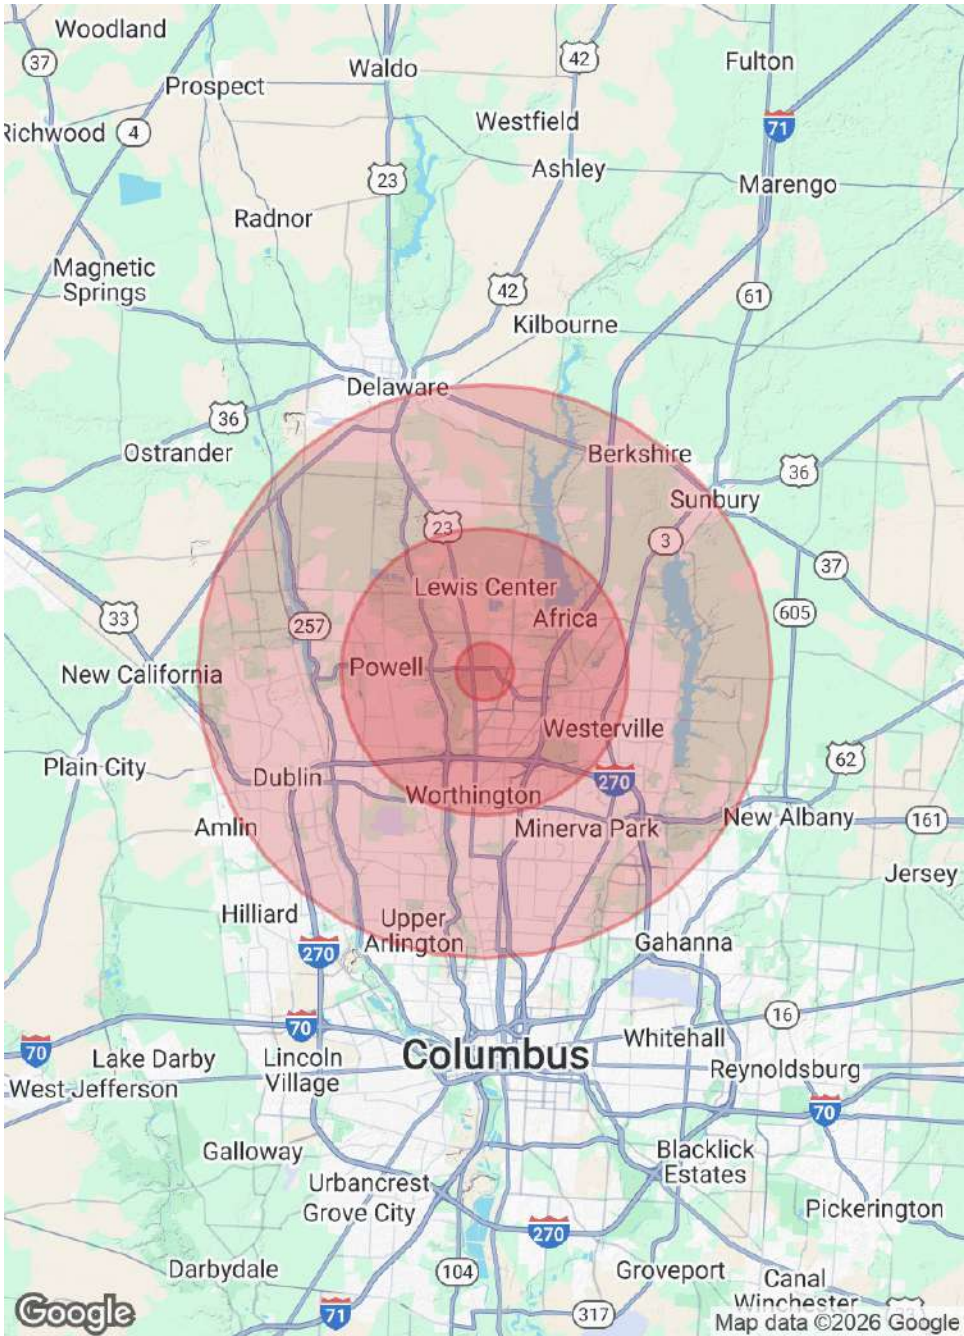 Woodland
37
Waldo
42
Fulton
Prospect
Richwood
4
Westfield
71
23
Ashley
Marengo
Radnor
Magnetic
Springs
42
61
Kilbourne
Delaware
36
Ostrander
Berkshire
36
Sunbury
23
3
37
Lewis Center
33
257
Africa
605
New California
Powell
Westerville
Plain City
62
Dublin
270
Worthington
Amlin
Minerva Park
New Albany
161
Jersey
Hilliard
Upper
Arlington
270
Gahanna
16
70
70
Whitehall
Lake Darby
Lincoln
Village
Columbus
Reynoldsburg
West Jefferson
70
Galloway
Blacklick
Estates
Urbancrest
Grove City
Pickerington
270
Darbydale
104
Groveport
Canal
Winchester
Google
71
317
Map data ©2026 Google